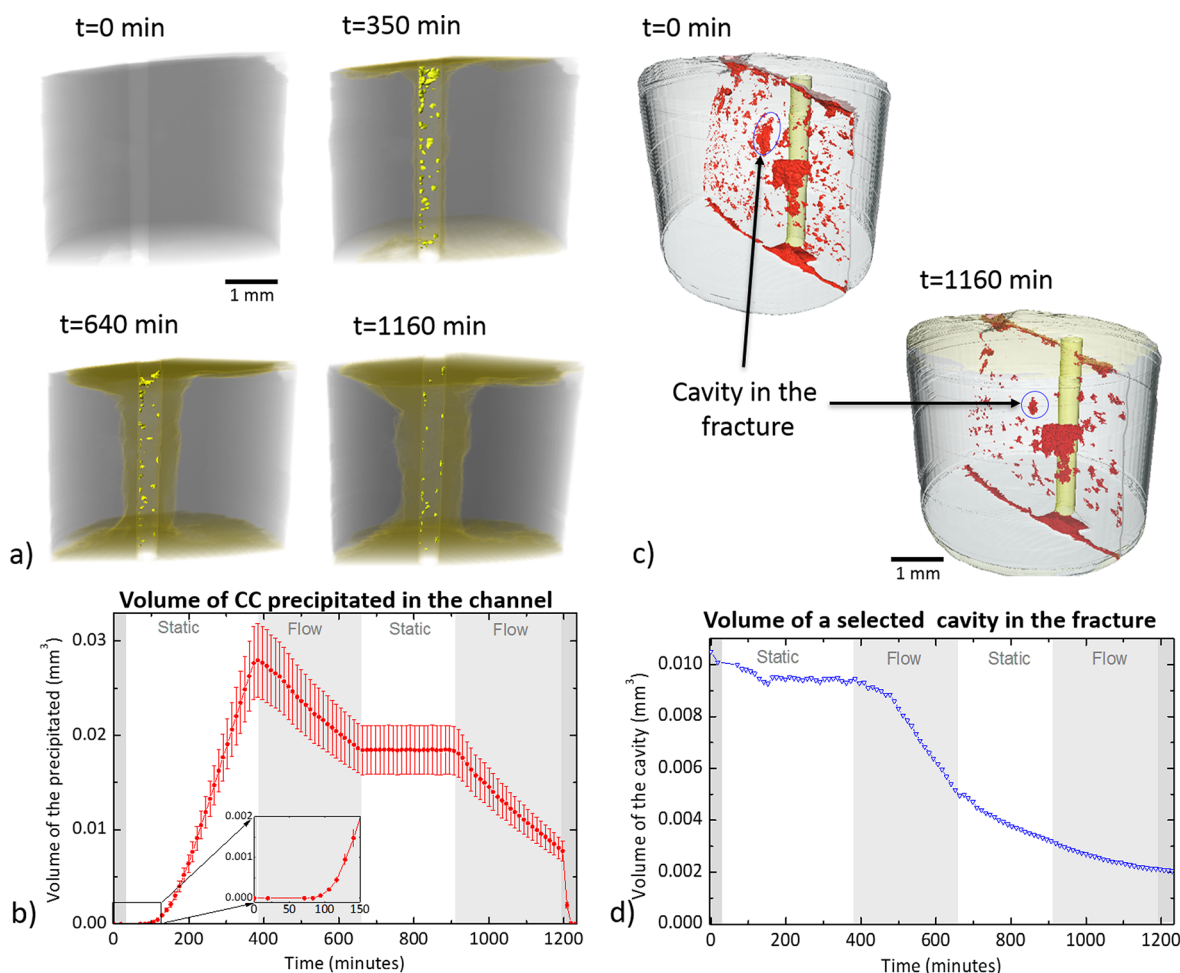 t=0 min
t=350 min
1 mm
t=640 min
t=1160 min
a)
t=0 min
t=1160 min
Cavity in the
fracture
c)
1 mm
Volume of CC precipitated in the channel
Static
Flow
Static
Flow
Volume of the precipitated (mm³)
0.03
0.02
0.01
0.00
0.002
0.001
0.000
0
50
100
150
0
200
400
600
800
1000
1200
Time (minutes)
b)
Volume of a selected cavity in the fracture
Static
Flow
Static
Flow
Volume of the cavity (mm³)
0.010
0.008
0.006
0.004
0.002
0.000
0
200
400
600
800
1000
1200
Time (minutes)
d)